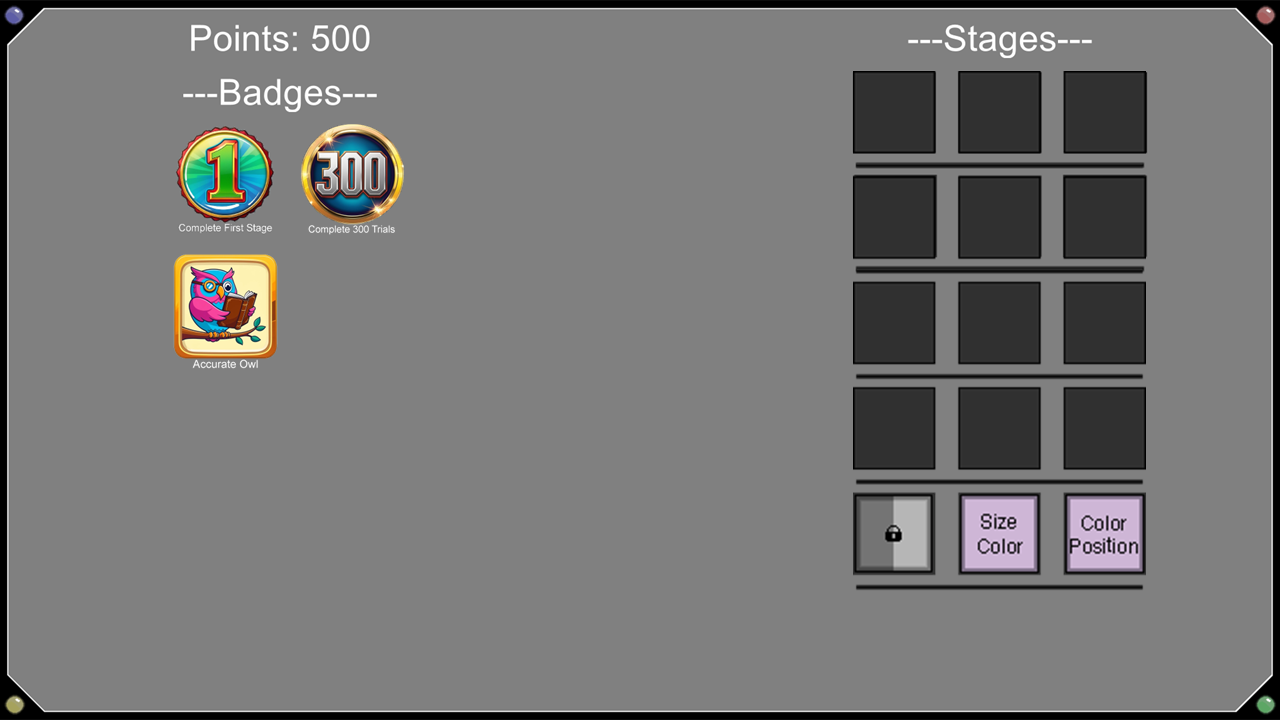 Points: 500
---Badges---
1
300
Complete First Stage
Complete 300 Trials
Accurate Owl
---Stages---
Size
Color
Color
Position